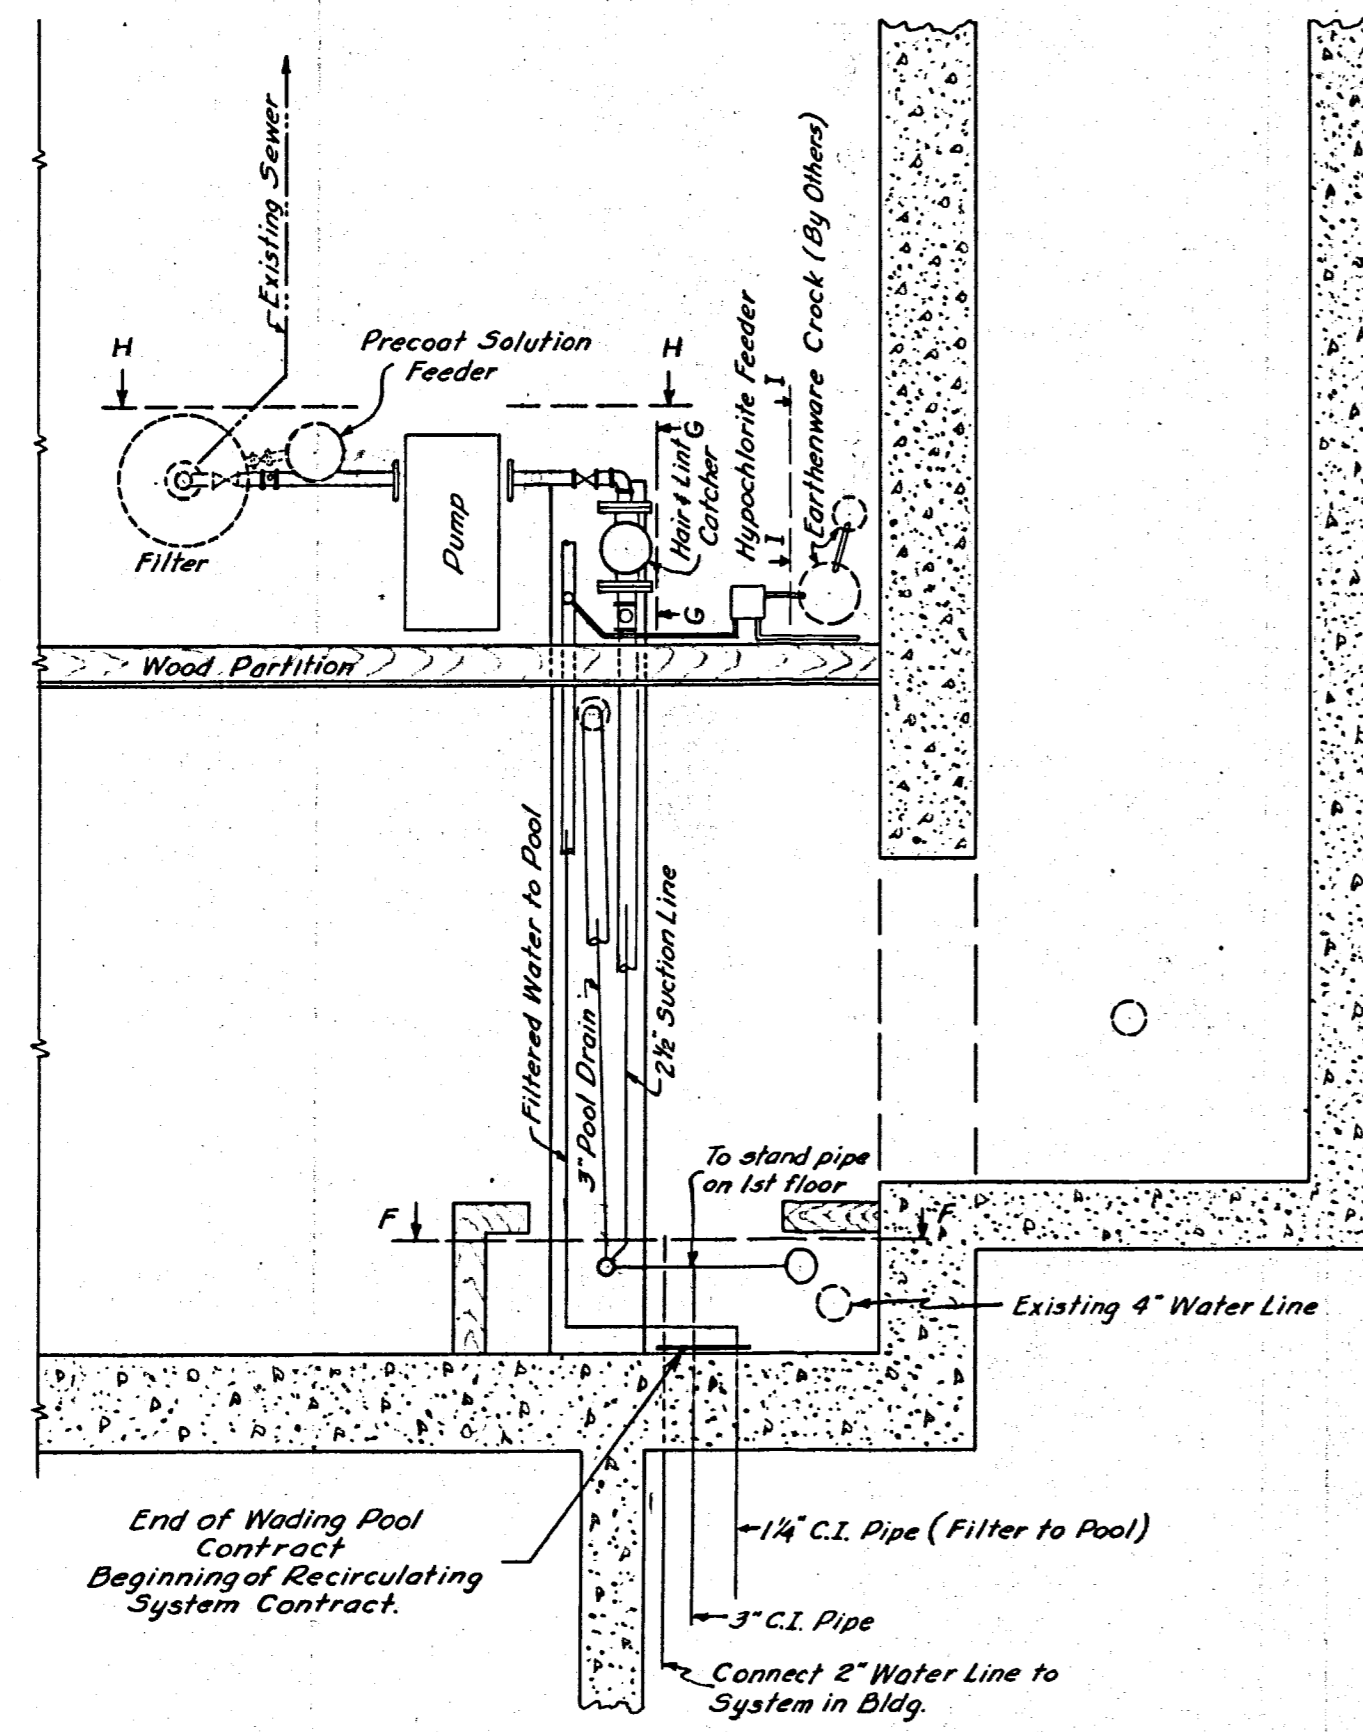 Existing Sewer
Earthenware Crock (By Others)
H
Precoat Solution
Feeder
H
Hypochlorite Feeder
I
I
G
Hair & Lint
Catcher
G
Pump
Filter
Wood Partition
Filtered Water to Pool
3" Pool Drain
2½" Suction Line
To stand pipe
on 1st floor
F
F
Existing 4" Water Line
End of Wading Pool
Contract
Beginning of Recirculating
System Contract.
1¼" C.I. Pipe (Filter to Pool)
3" C.I. Pipe
Connect 2" Water Line to
System in Bldg.